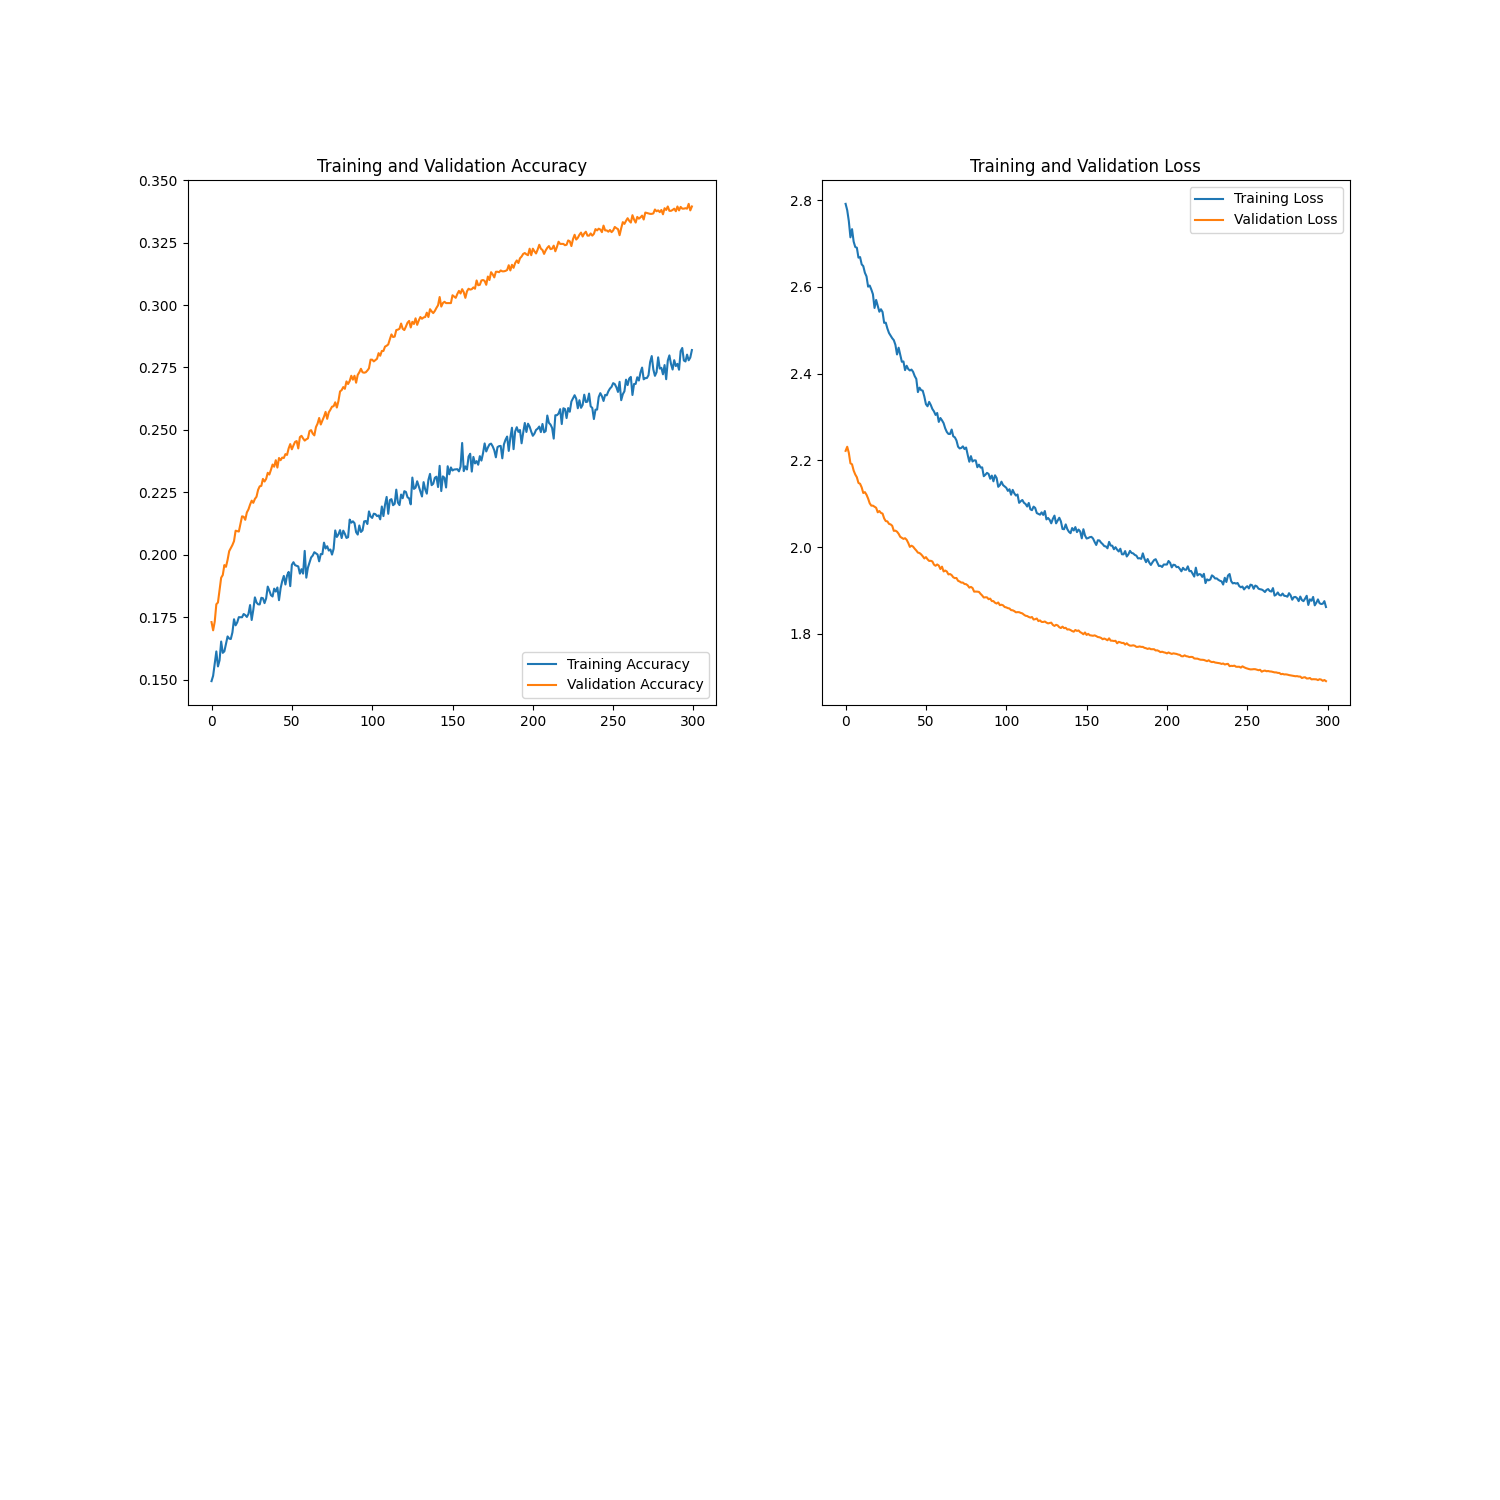 Training and Validation Accuracy
0.350
0.325
0.300
0.275
0.250
0.225
0.200
0.175
0.150
Training Accuracy
Validation Accuracy
0 50 100 150 200 250 300
Training and Validation Loss
2.8
2.6
2.4
2.2
2.0
1.8
Training Loss
Validation Loss
0 50 100 150 200 250 300